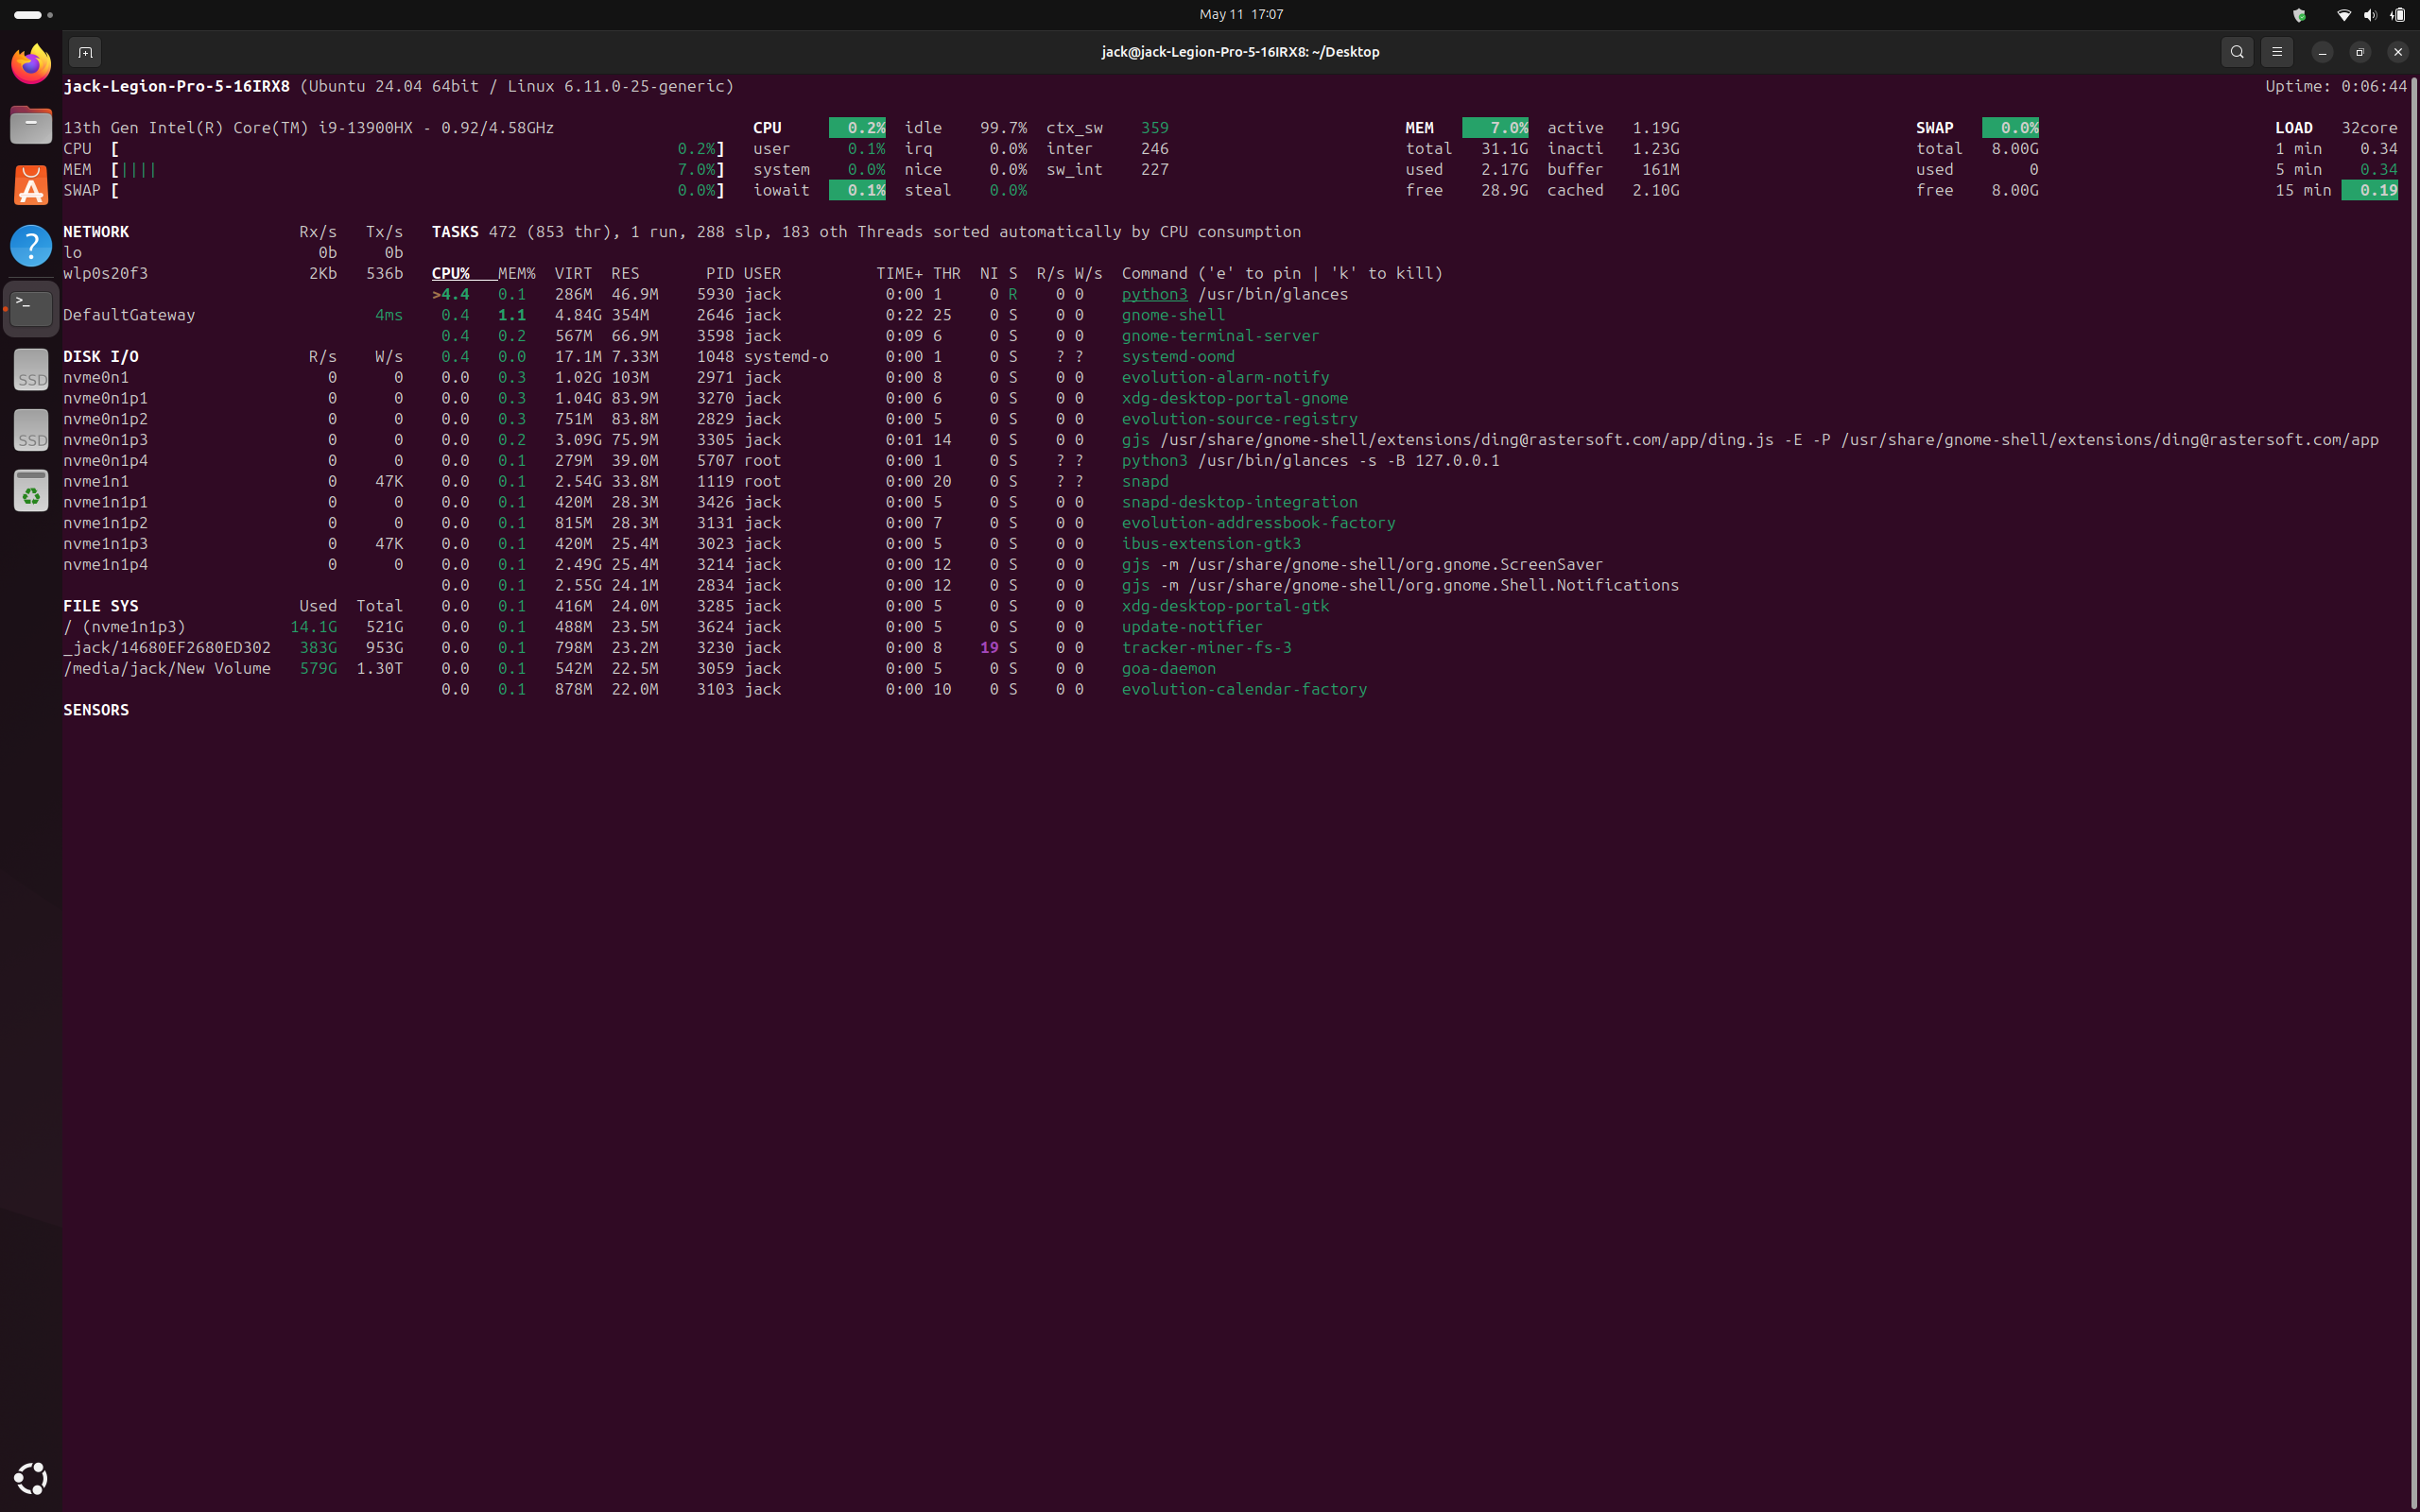 May 11 17:07
jack@jack-Legion-Pro-5-16IRX8: ~/Desktop
jack-Legion-Pro-5-16IRX8 (Ubuntu 24.04 64bit / Linux 6.11.0-25-generic) Uptime: 0:06:44
13th Gen Intel(R) Core(TM) i9-13900HX - 0.92/4.58GHz CPU 0.2% idle 99.7% ctx_sw 359 MEM 7.0% active 1.19G SWAP 0.0% LOAD 32core
CPU [ 0.2%] user 0.1% irq 0.0% inter 246 total 31.1G inacti 1.23G total 8.00G 1 min 0.34
MEM [|||| 7.0%] system 0.0% nice 0.0% sw_int 227 used 2.17G buffer 161M used 0 5 min 0.34
SWAP [ 0.0%] iowait 0.1% steal 0.0% free 28.9G cached 2.10G free 8.00G 15 min 0.19
NETWORK Rx/s Tx/s TASKS 472 (853 thr), 1 run, 288 slp, 183 oth Threads sorted automatically by CPU consumption
lo 0b 0b
wlp0s20f3 2Kb 536b CPU% MEM% VIRT RES PID USER TIME+ THR NI S R/s W/s Command ('e' to pin | 'k' to kill)
>4.4 0.1 286M 46.9M 5930 jack 0:00 1 0 R 0 0 python3 /usr/bin/glances
DefaultGateway 4ms 0.4 1.1 4.84G 354M 2646 jack 0:22 25 0 S 0 0 gnome-shell
0.4 0.2 567M 66.9M 3598 jack 0:09 6 0 S 0 0 gnome-terminal-server
DISK I/O R/s W/s 0.4 0.0 17.1M 7.33M 1048 systemd-o 0:00 1 0 S ? ? systemd-oomd
nvme0n1 0 0 0.0 0.3 1.02G 103M 2971 jack 0:00 8 0 S 0 0 evolution-alarm-notify
nvme0n1p1 0 0 0.0 0.3 1.04G 83.9M 3270 jack 0:00 6 0 S 0 0 xdg-desktop-portal-gnome
nvme0n1p2 0 0 0.0 0.3 751M 83.8M 2829 jack 0:00 5 0 S 0 0 evolution-source-registry
nvme0n1p3 0 0 0.0 0.2 3.09G 75.9M 3305 jack 0:01 14 0 S 0 0 gjs /usr/share/gnome-shell/extensions/ding@rastersoft.com/app/ding.js -E -P /usr/share/gnome-shell/extensions/ding@rastersoft.com/app
nvme0n1p4 0 0 0.0 0.1 279M 39.0M 5707 root 0:00 1 0 S ? ? python3 /usr/bin/glances -s -B 127.0.0.1
nvme1n1 0 47K 0.0 0.1 2.54G 33.8M 1119 root 0:00 20 0 S ? ? snapd
nvme1n1p1 0 0 0.0 0.1 420M 28.3M 3426 jack 0:00 5 0 S 0 0 snapd-desktop-integration
nvme1n1p2 0 0 0.0 0.1 815M 28.3M 3131 jack 0:00 7 0 S 0 0 evolution-addressbook-factory
nvme1n1p3 0 47K 0.0 0.1 420M 25.4M 3023 jack 0:00 5 0 S 0 0 ibus-extension-gtk3
nvme1n1p4 0 0 0.0 0.1 2.49G 25.4M 3214 jack 0:00 12 0 S 0 0 gjs -m /usr/share/gnome-shell/org.gnome.ScreenSaver
0.0 0.1 2.55G 24.1M 2834 jack 0:00 12 0 S 0 0 gjs -m /usr/share/gnome-shell/org.gnome.Shell.Notifications
FILE SYS Used Total 0.0 0.1 416M 24.0M 3285 jack 0:00 5 0 S 0 0 xdg-desktop-portal-gtk
/ (nvme1n1p3) 14.1G 521G 0.0 0.1 488M 23.5M 3624 jack 0:00 5 0 S 0 0 update-notifier
_jack/14680EF2680ED302 383G 953G 0.0 0.1 798M 23.2M 3230 jack 0:00 8 19 S 0 0 tracker-miner-fs-3
/media/jack/New Volume 579G 1.30T 0.0 0.1 542M 22.5M 3059 jack 0:00 5 0 S 0 0 goa-daemon
0.0 0.1 878M 22.0M 3103 jack 0:00 10 0 S 0 0 evolution-calendar-factory
SENSORS
SSD
SSD